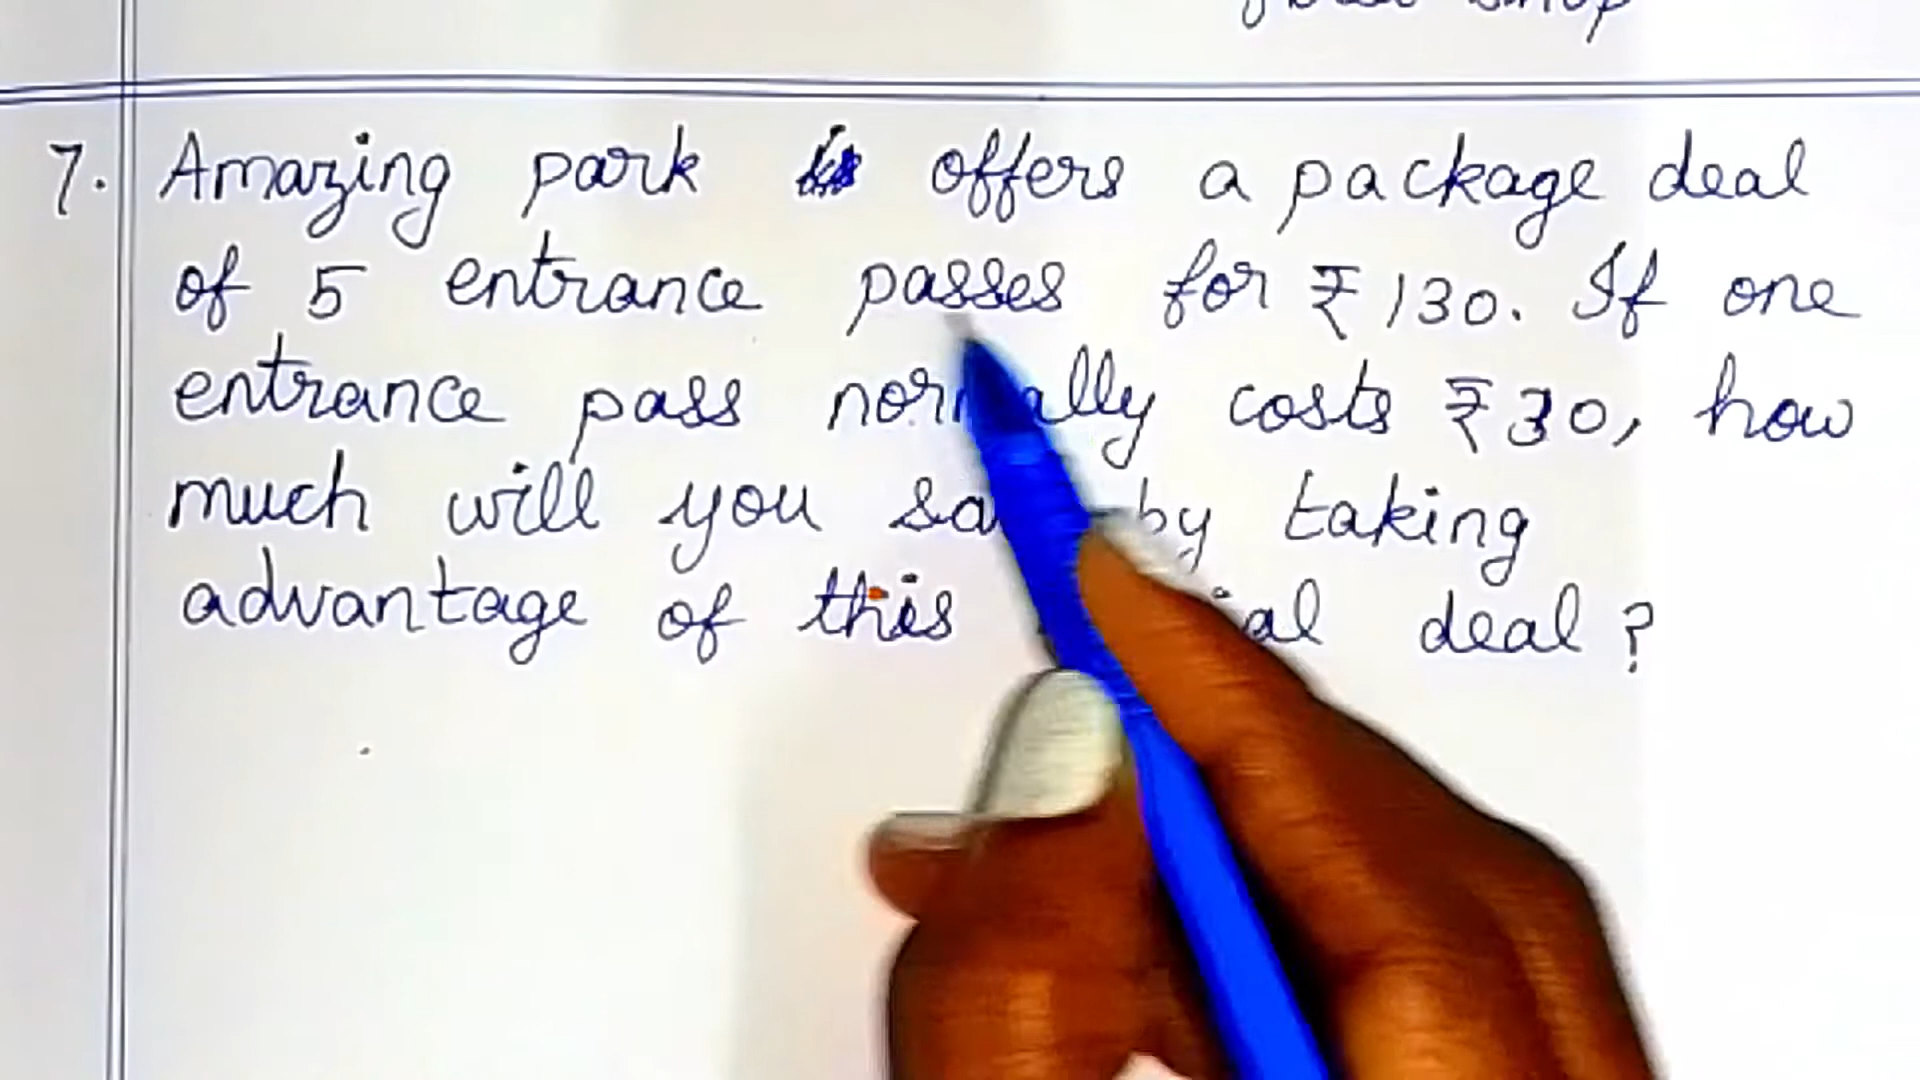 7. Amazing park offers a package deal
of 5 entrance passes for ₹130. If one
entrance pass normally costs ₹30, how
much will you by taking
advantage of this deal?